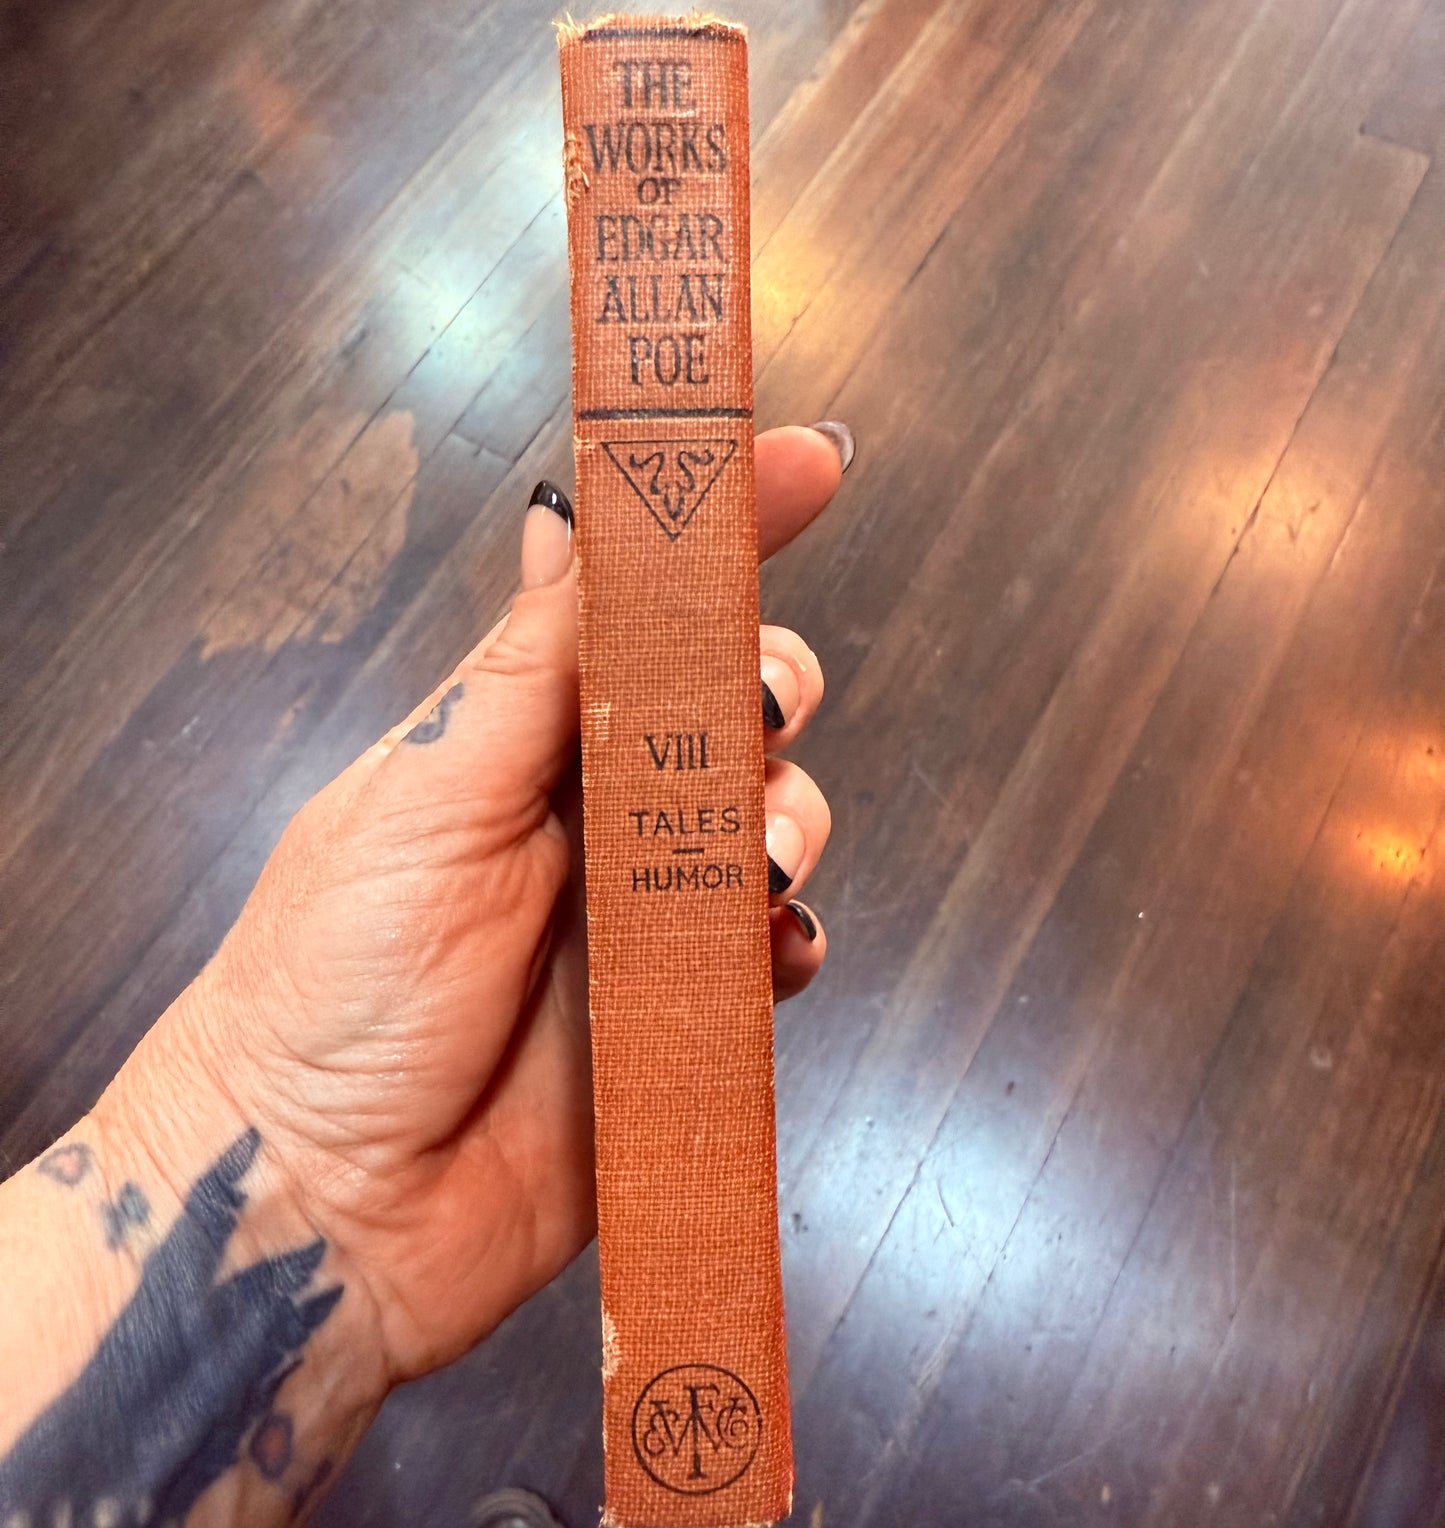 THE
WORKS
OF
EDGAR
ALLAN
POE
VIII
TALES
HUMOR